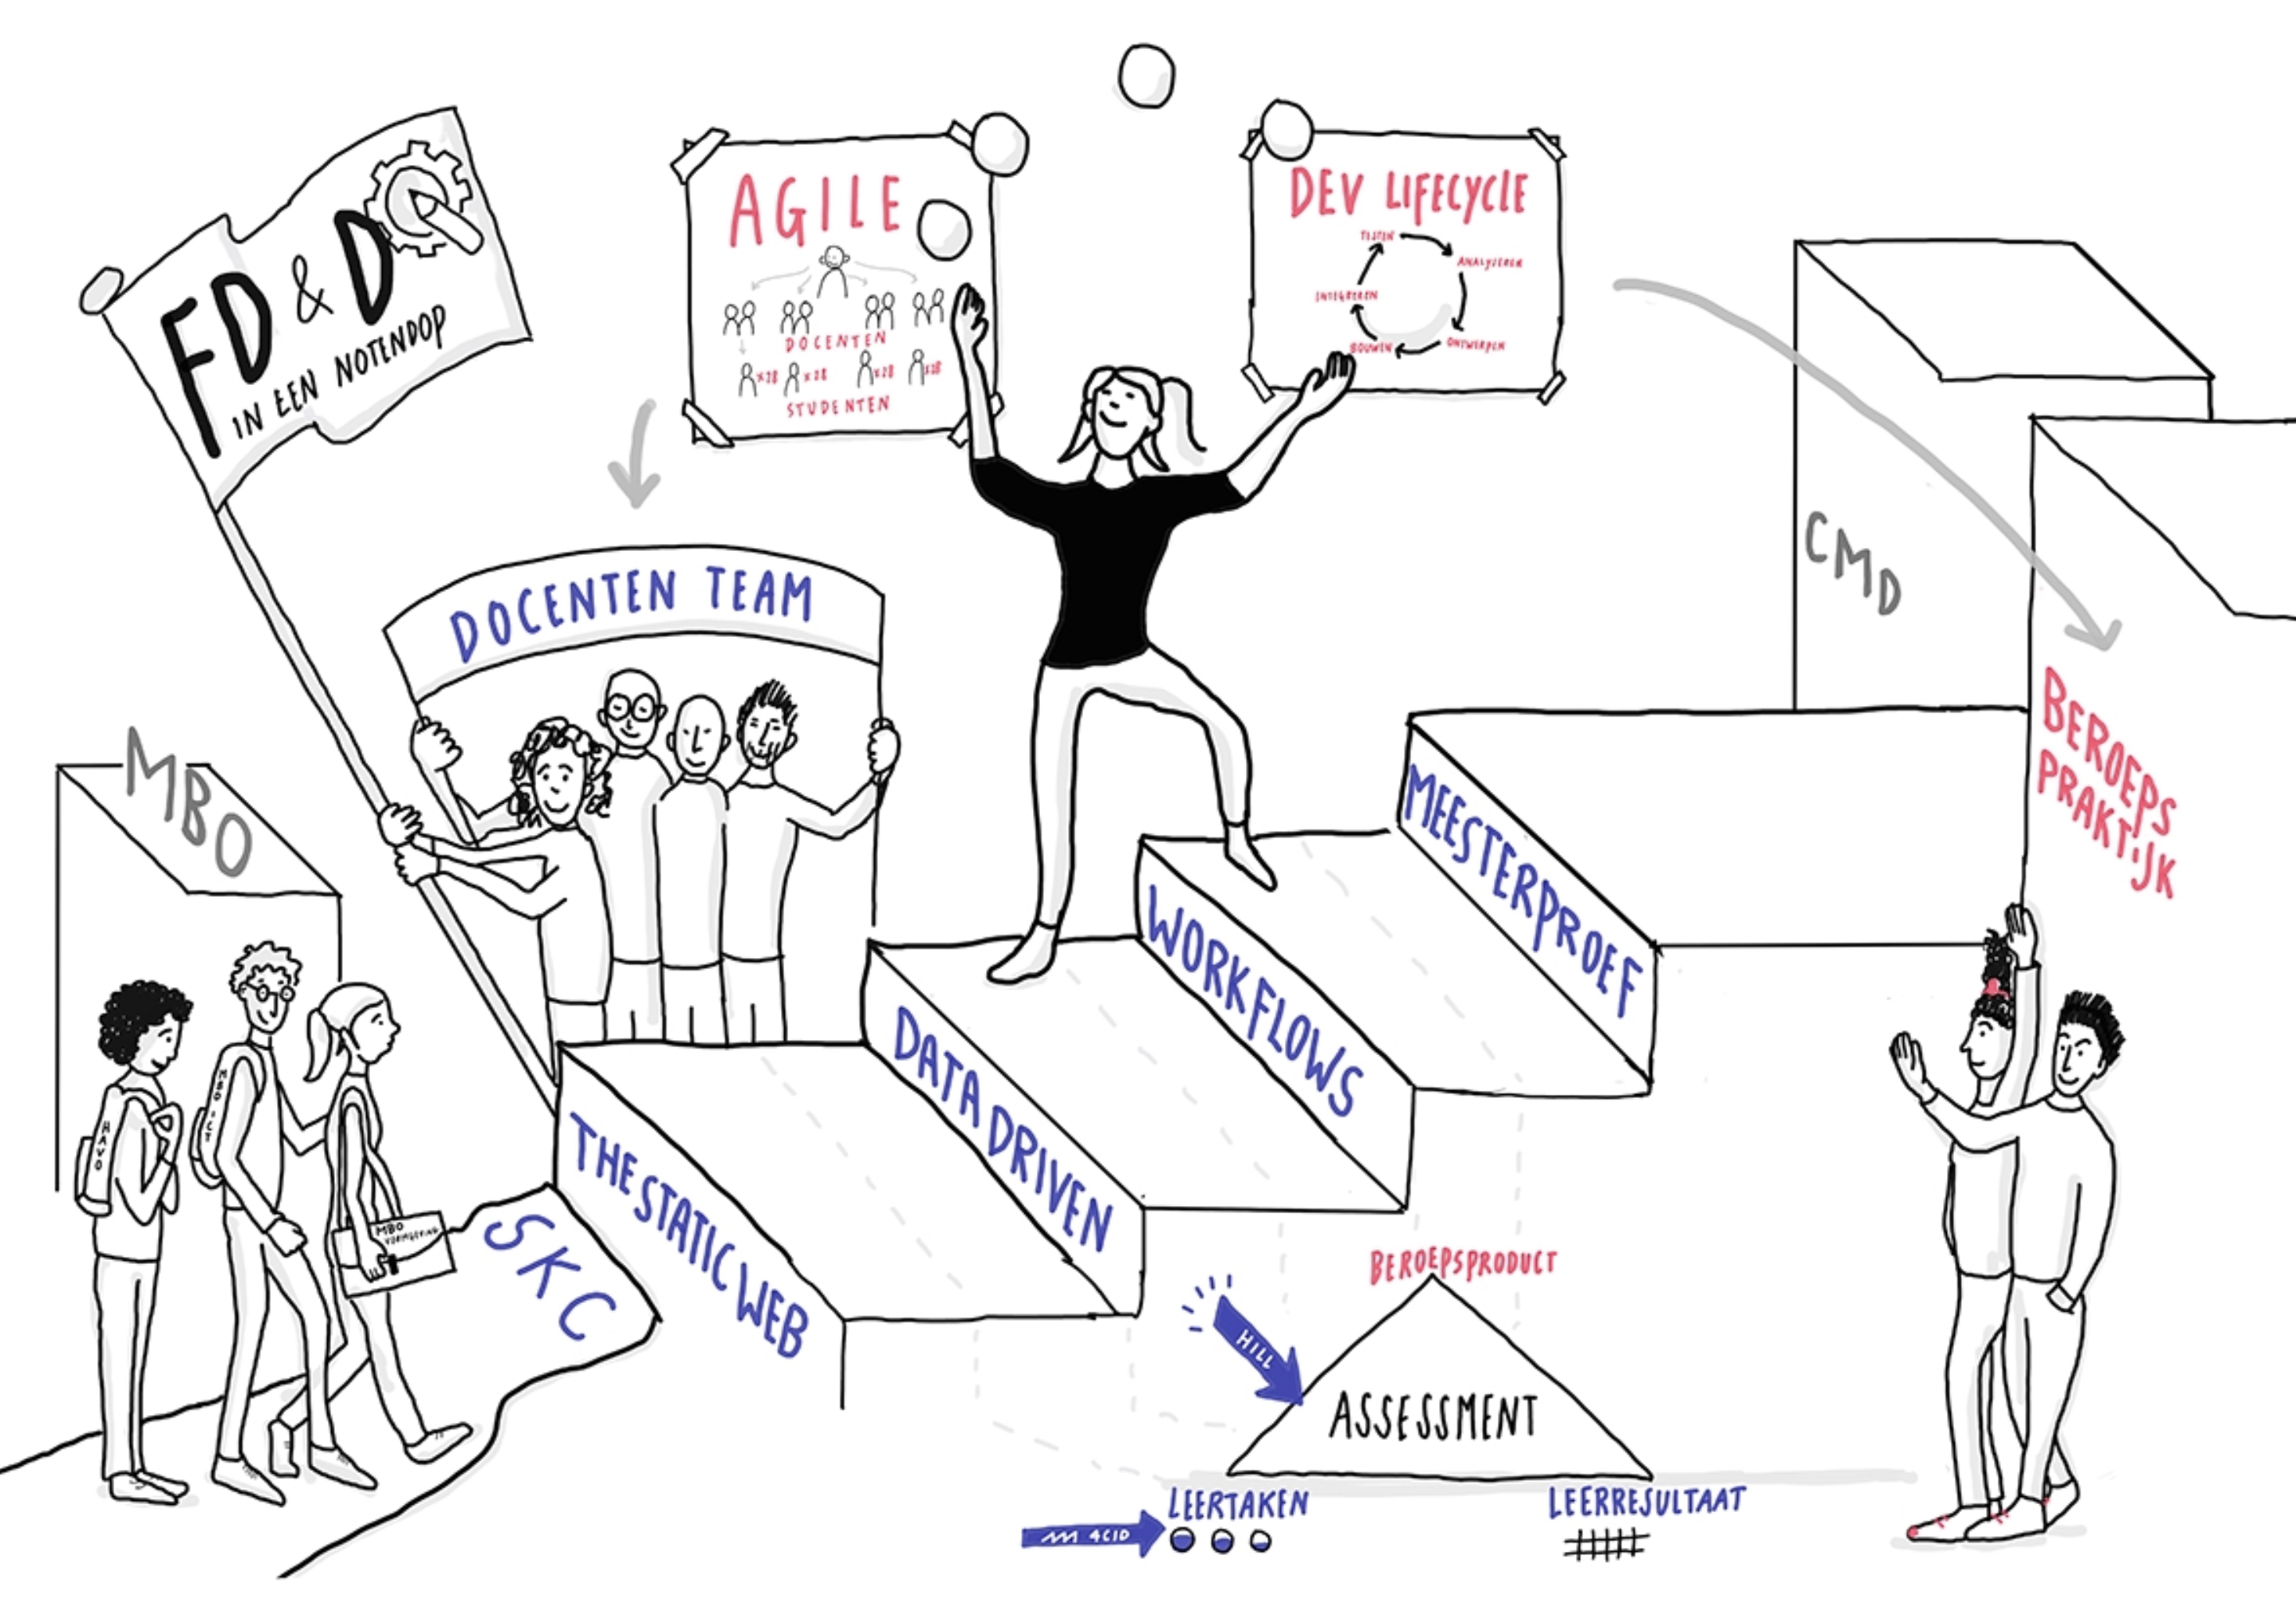 FD & D
IN EEN NOTENDOP
AGILE
DOCENTEN
x28 x28 x28 x28
STUDENTEN
DEV LIFECYCLE
TESTEN
ANALYSEREN
INTEGREREN
BOUWEN
ONTWERPEN
DOCENTEN TEAM
CMD
BEROEPS
PRAKTIJK
MBO
HAVO
MBO ICT
MBO
VORMGEVING
SKC
THE STATIC WEB
DATA DRIVEN
WORKFLOWS
MEESTERPROEF
BEROEPSPRODUCT
HILL
ASSESSMENT
LEERTAKEN
4CID
LEERRESULTAAT